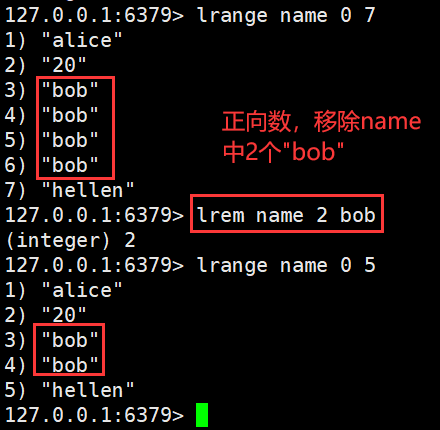 127.0.0.1:6379> lrange name 0 7
1) "alice"
2) "20"
3) "bob"
4) "bob"
5) "bob"
6) "bob"
7) "hellen"
正向数，移除name
中2个"bob"
127.0.0.1:6379> lrem name 2 bob
(integer) 2
127.0.0.1:6379> lrange name 0 5
1) "alice"
2) "20"
3) "bob"
4) "bob"
5) "hellen"
127.0.0.1:6379>